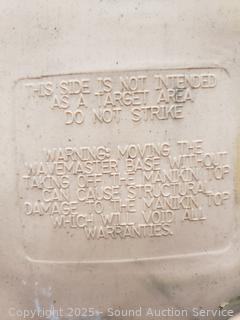 THIS SIDE IS NOT INTENDED
AS A TARGET AREA
DO NOT STRIKE
WARNING: MOVING THE
WAVEMASTER BASE WITHOUT
TAKING OFF THE MANIKIN TOP
CAN CAUSE STRUCTURAL
DAMAGE TO THE MANIKIN TOP
WHICH WILL VOID ALL
WARRANTIES.
Copyright 2025 - Sound Auction Service